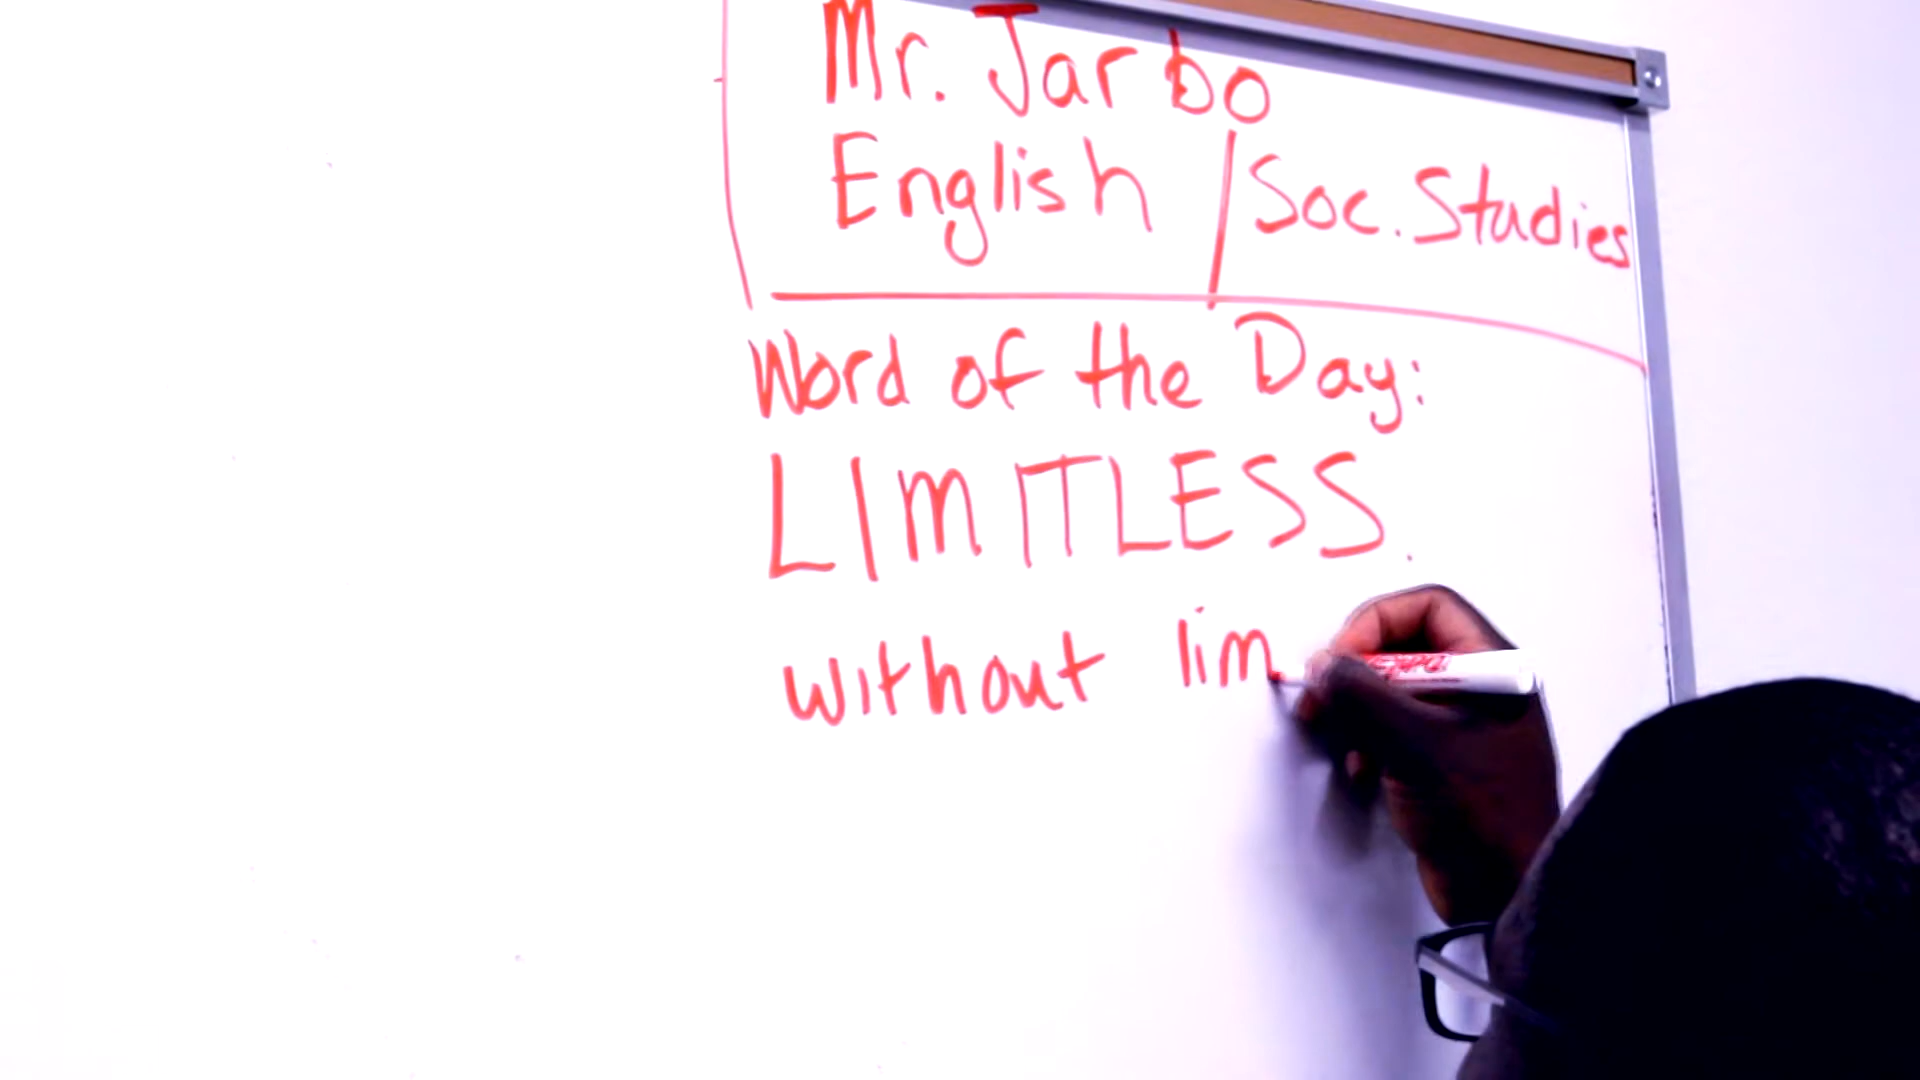 Mr. Jarbo
English / Soc. Studies
Word of the Day:
LIMITLESS.
without lim